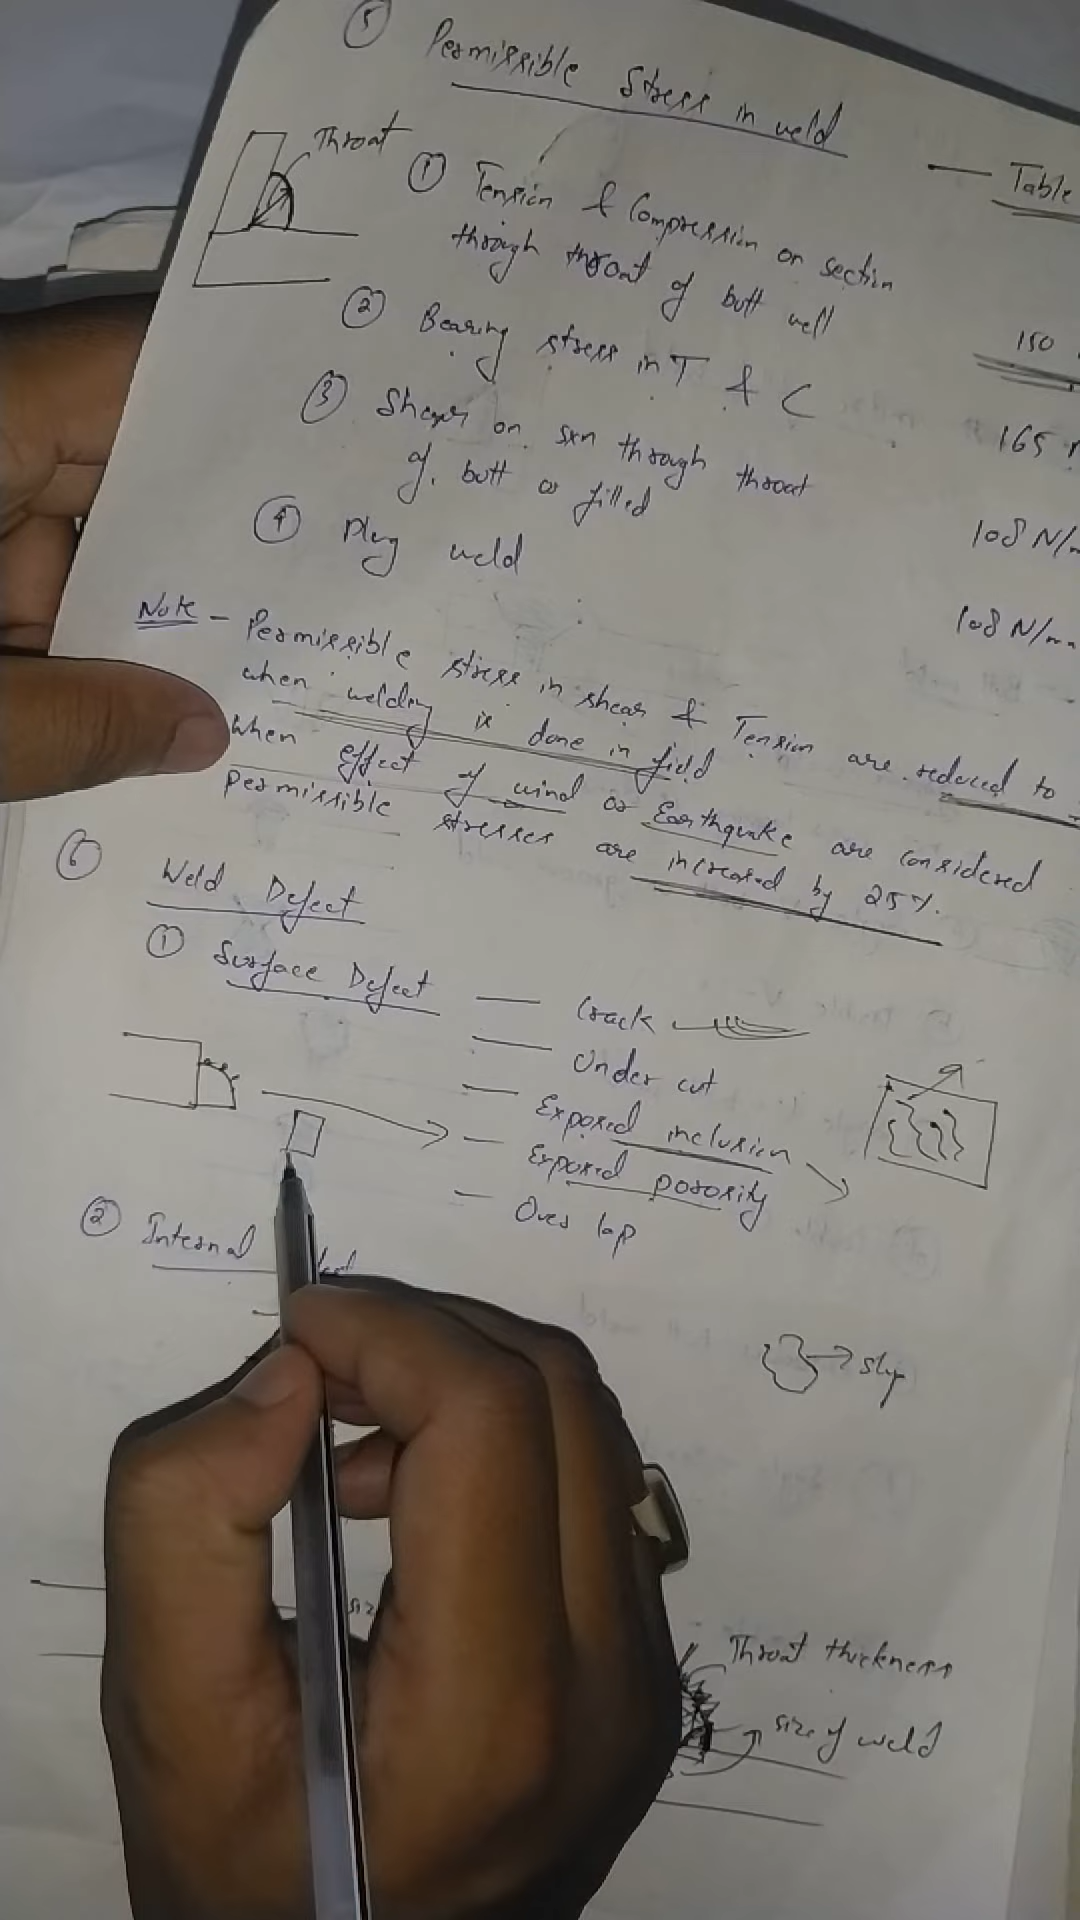 5 Permissible Stress in weld
Throat
— Table
1 Tension & Compression on section
through throat of butt well
150
2 Bearing stress in T & C
165
3 Shear on sxn through throat
of butt or filled
108 N/m
4 Plug weld
108 N/m
Note - Permissible stress in shear & Tension are reduced to
when welding is done in field
When effect of wind or Earthquake are considered
permissible stresses are increased by 25%.
6 Weld Defect
1 Surface Defect — Crack
— Under cut
— Exposed inclusion
— Exposed porosity
— Over lap
2 Internal
Throat thickness
size of weld